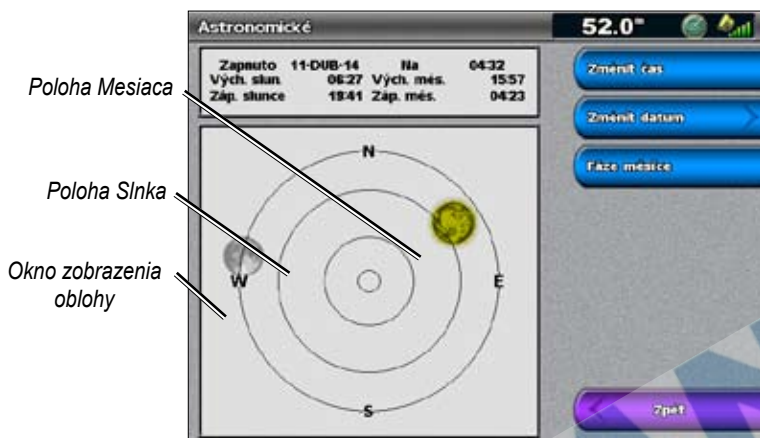 Astronomické
52.0m
Zapnuto 11-DUB-14 Na 04:32
Vých. slun. 06:27 Vých. měs. 15:57
Záp. slunce 19:41 Záp. měs. 04:23
Změnit čas
Změnit datum
Fáze měsíce
Poloha Mesiaca
Poloha Slnka
Okno zobrazenia
oblohy
N
W
E
S
Zpět